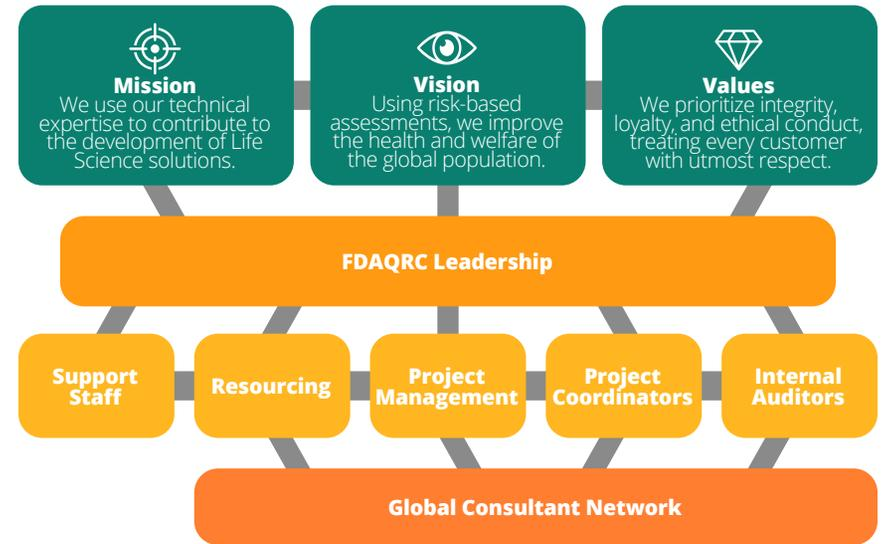 Mission
We use our technical
expertise to contribute to
the development of Life
Science solutions.
Vision
Using risk-based
assessments, we improve
the health and welfare of
the global population.
Values
We prioritize integrity,
loyalty, and ethical conduct,
treating every customer
with utmost respect.
FDAQRC Leadership
Support
Staff
Resourcing
Project
Management
Project
Coordinators
Internal
Auditors
Global Consultant Network